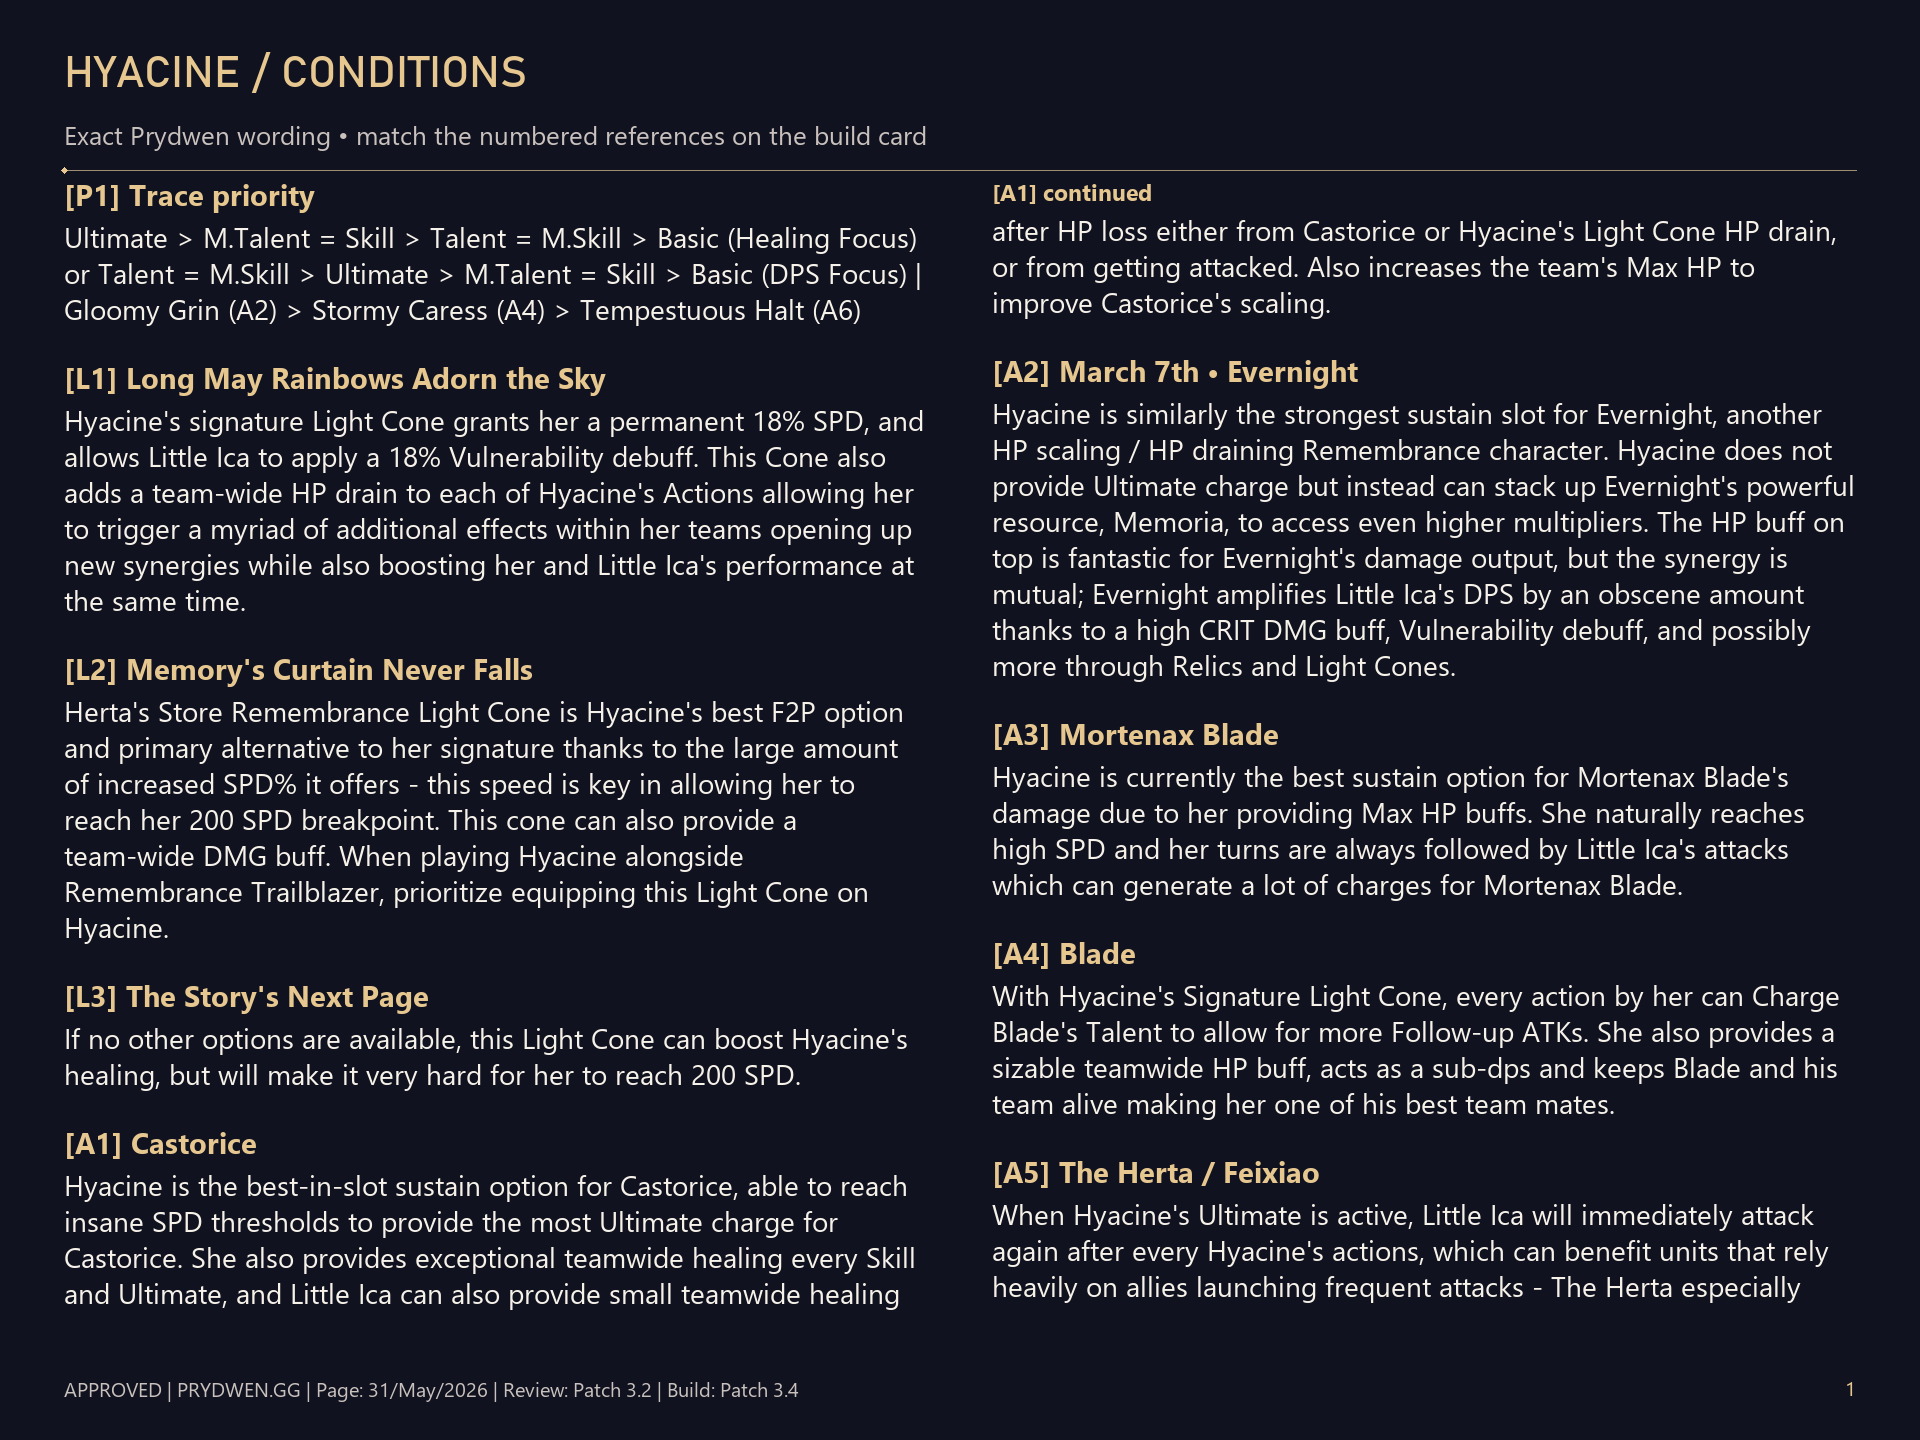 HYACINE / CONDITIONS
Exact Prydwen wording • match the numbered references on the build card
[P1] Trace priority
Ultimate > M.Talent = Skill > Talent = M.Skill > Basic (Healing Focus)
or Talent = M.Skill > Ultimate > M.Talent = Skill > Basic (DPS Focus) |
Gloomy Grin (A2) > Stormy Caress (A4) > Tempestuous Halt (A6)
[L1] Long May Rainbows Adorn the Sky
Hyacine's signature Light Cone grants her a permanent 18% SPD, and
allows Little Ica to apply a 18% Vulnerability debuff. This Cone also
adds a team-wide HP drain to each of Hyacine's Actions allowing her
to trigger a myriad of additional effects within her teams opening up
new synergies while also boosting her and Little Ica's performance at
the same time.
[L2] Memory's Curtain Never Falls
Herta's Store Remembrance Light Cone is Hyacine's best F2P option
and primary alternative to her signature thanks to the large amount
of increased SPD% it offers - this speed is key in allowing her to
reach her 200 SPD breakpoint. This cone can also provide a
team-wide DMG buff. When playing Hyacine alongside
Remembrance Trailblazer, prioritize equipping this Light Cone on
Hyacine.
[L3] The Story's Next Page
If no other options are available, this Light Cone can boost Hyacine's
healing, but will make it very hard for her to reach 200 SPD.
[A1] Castorice
Hyacine is the best-in-slot sustain option for Castorice, able to reach
insane SPD thresholds to provide the most Ultimate charge for
Castorice. She also provides exceptional teamwide healing every Skill
and Ultimate, and Little Ica can also provide small teamwide healing
[A1] continued
after HP loss either from Castorice or Hyacine's Light Cone HP drain,
or from getting attacked. Also increases the team's Max HP to
improve Castorice's scaling.
[A2] March 7th • Evernight
Hyacine is similarly the strongest sustain slot for Evernight, another
HP scaling / HP draining Remembrance character. Hyacine does not
provide Ultimate charge but instead can stack up Evernight's powerful
resource, Memoria, to access even higher multipliers. The HP buff on
top is fantastic for Evernight's damage output, but the synergy is
mutual; Evernight amplifies Little Ica's DPS by an obscene amount
thanks to a high CRIT DMG buff, Vulnerability debuff, and possibly
more through Relics and Light Cones.
[A3] Mortenax Blade
Hyacine is currently the best sustain option for Mortenax Blade's
damage due to her providing Max HP buffs. She naturally reaches
high SPD and her turns are always followed by Little Ica's attacks
which can generate a lot of charges for Mortenax Blade.
[A4] Blade
With Hyacine's Signature Light Cone, every action by her can Charge
Blade's Talent to allow for more Follow-up ATKs. She also provides a
sizable teamwide HP buff, acts as a sub-dps and keeps Blade and his
team alive making her one of his best team mates.
[A5] The Herta / Feixiao
When Hyacine's Ultimate is active, Little Ica will immediately attack
again after every Hyacine's actions, which can benefit units that rely
heavily on allies launching frequent attacks - The Herta especially
APPROVED | PRYDWEN.GG | Page: 31/May/2026 | Review: Patch 3.2 | Build: Patch 3.4
1